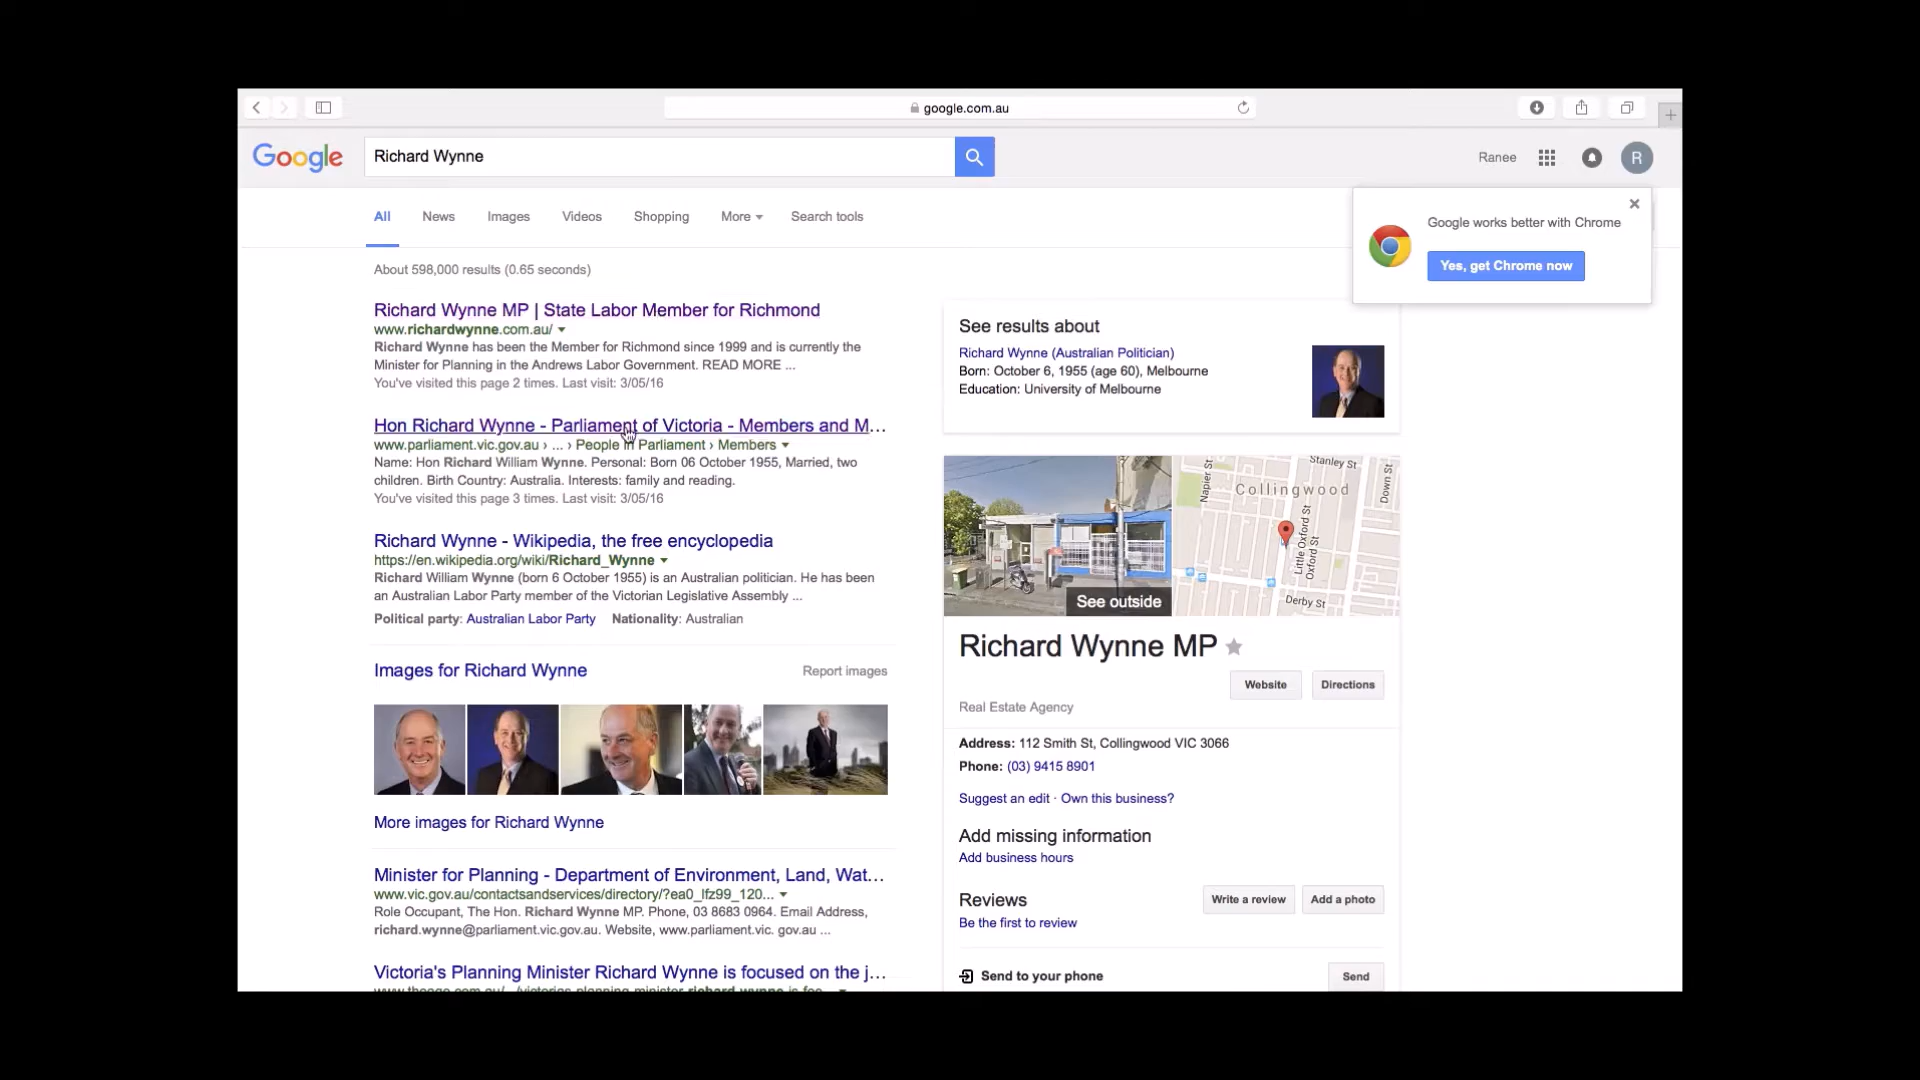 google.com.au
Google
Richard Wynne
Ranee
R
All
News
Images
Videos
Shopping
More
Search tools
Google works better with Chrome
Yes, get Chrome now
About 598,000 results (0.65 seconds)
Richard Wynne MP | State Labor Member for Richmond
www.richardwynne.com.au/
Richard Wynne has been the Member for Richmond since 1999 and is currently the
Minister for Planning in the Andrews Labor Government. READ MORE ...
You've visited this page 2 times. Last visit: 3/05/16
Hon Richard Wynne - Parliament of Victoria - Members and M...
www.parliament.vic.gov.au › ... › People in Parliament › Members
Name: Hon Richard William Wynne. Personal: Born 06 October 1955, Married, two
children. Birth Country: Australia. Interests: family and reading.
You've visited this page 3 times. Last visit: 3/05/16
Richard Wynne - Wikipedia, the free encyclopedia
https://en.wikipedia.org/wiki/Richard_Wynne
Richard William Wynne (born 6 October 1955) is an Australian politician. He has been
an Australian Labor Party member of the Victorian Legislative Assembly ...
Political party: Australian Labor Party Nationality: Australian
Images for Richard Wynne
Report images
More images for Richard Wynne
Minister for Planning - Department of Environment, Land, Wat...
www.vic.gov.au/contactsandservices/directory/?ea0_lfz99_120...
Role Occupant, The Hon. Richard Wynne MP. Phone, 03 8683 0964. Email Address,
richard.wynne@parliament.vic.gov.au. Website, www.parliament.vic. gov.au ...
Victoria's Planning Minister Richard Wynne is focused on the j...
See results about
Richard Wynne (Australian Politician)
Born: October 6, 1955 (age 60), Melbourne
Education: University of Melbourne
Stanley St
Napier St
Collingwood
Down St
Little Oxford St
Oxford St
Derby St
See outside
Richard Wynne MP
Website
Directions
Real Estate Agency
Address: 112 Smith St, Collingwood VIC 3066
Phone: (03) 9415 8901
Suggest an edit · Own this business?
Add missing information
Add business hours
Reviews
Write a review
Add a photo
Be the first to review
Send to your phone
Send